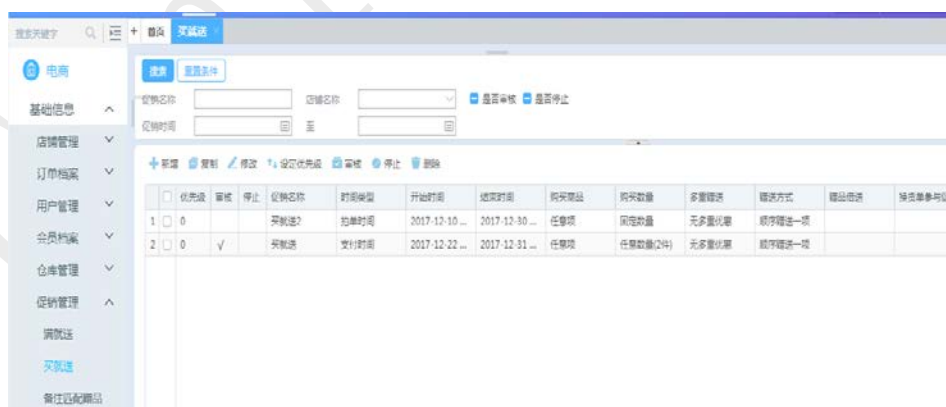 搜索关键字 + 首页 买就送 ×
电商
基础信息
店铺管理
订单档案
用户管理
会员档案
仓库管理
促销管理
满就送
买就送
备注匹配赠品
搜索 重置条件
促销名称 店铺名称 是否审核 是否停止
促销时间 至
新增 复制 修改 设定优先级 审核 停止 删除
优先级 审核 停止 促销名称 时间类型 开始时间 结束时间 购买商品 购买数量 多重赠送 赠送方式 赠品倍送
1 0 买就送2 拍单时间 2017-12-10 ... 2017-12-30 ... 任意项 固定数量 无多重优惠 顺序赠送一项
2 0 √ 买就送 支付时间 2017-12-22 ... 2017-12-31 ... 任意项 任意数量(2件) 无多重优惠 顺序赠送一项